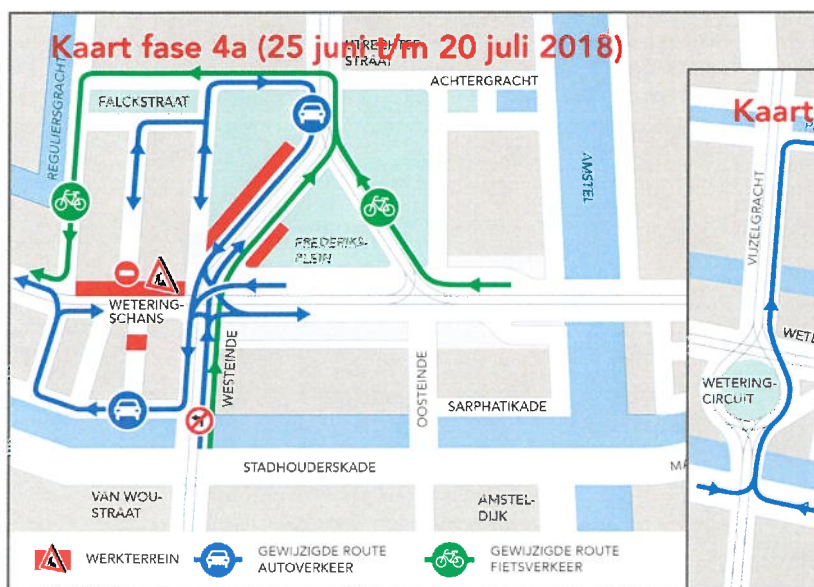 Kaart fase 4a (25 juni t/m 20 juli 2018)
UTRECHTSE
STRAAT
ACHTERGRACHT
FALCKSTRAAT
REGULIERSGRACHT
AMSTEL
FREDERIKS-
PLEIN
WETERING-
SCHANS
WESTEINDE
OOSTEINDE
SARPHATIKADE
STADHOUDERSKADE
VAN WOU-
STRAAT
AMSTEL-
DIJK
WERKTERREIN
GEWIJZIGDE ROUTE
AUTOVERKEER
GEWIJZIGDE ROUTE
FIETSVERKEER
Kaart
VIJZELGRACHT
WETE
WETERING-
CIRCUIT